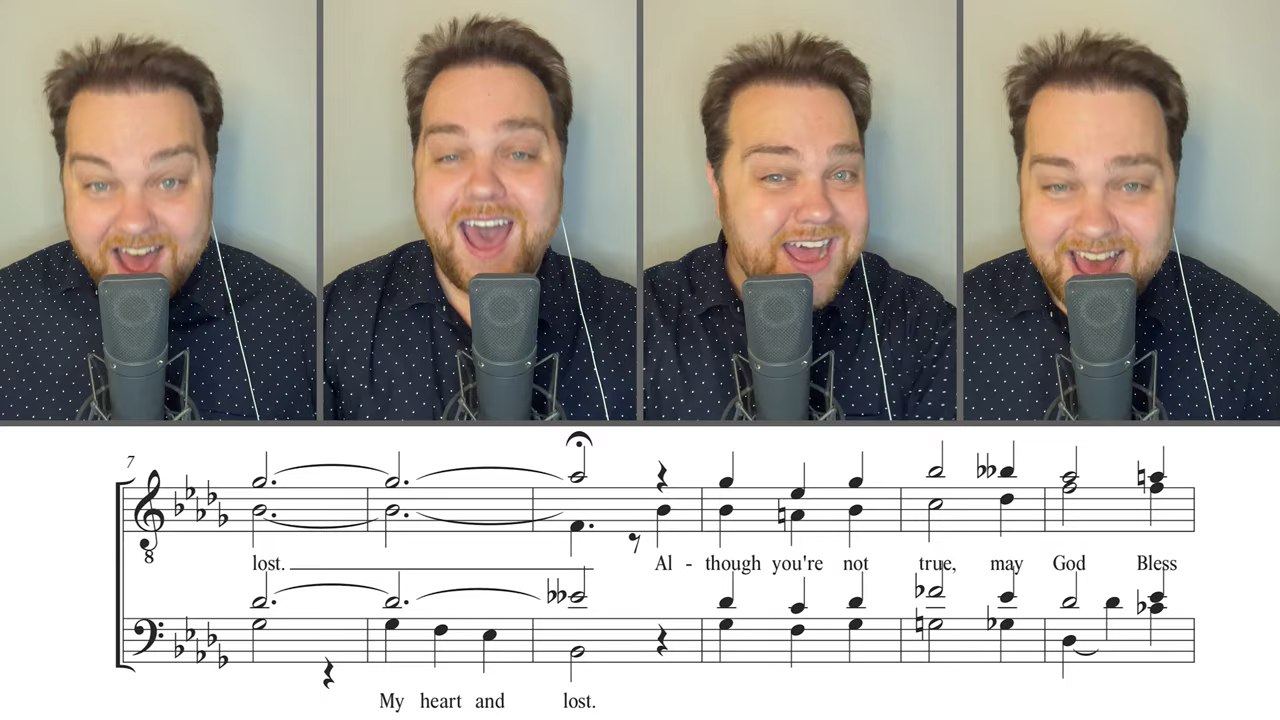 7
8
lost.
Al - though you're not true, may God Bless
My heart and lost.